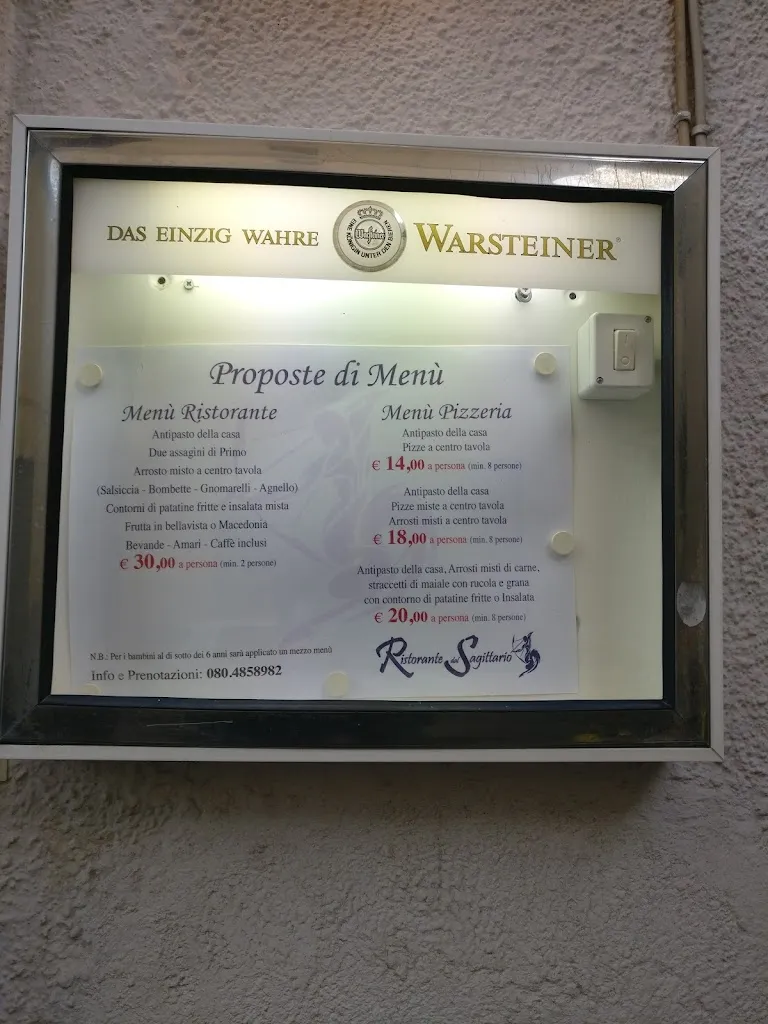 DAS EINZIG WAHRE WARSTEINER
Proposte di Menù
Menù Ristorante
Antipasto della casa
Due assagini di Primo
Arrosto misto a centro tavola
(Salsiccia - Bombette - Gnomarelli - Agnello)
Contorni di patatine fritte e insalata mista
Frutta in bellavista o Macedonia
Bevande - Amari - Caffè inclusi
€ 30,00 a persona (min. 2 persone)
N.B.: Per i bambini al di sotto dei 6 anni sarà applicato un mezzo menù
Info e Prenotazioni: 080.4858982
Menù Pizzeria
Antipasto della casa
Pizze a centro tavola
€ 14,00 a persona (min. 8 persone)
Antipasto della casa
Pizze miste a centro tavola
Arrosti misti a centro tavola
€ 18,00 a persona (min. 8 persone)
Antipasto della casa, Arrosti misti di carne,
straccetti di maiale con rucola e grana
con contorno di patatine fritte o Insalata
€ 20,00 a persona (min. 8 persone)
Ristorante del Sagittario